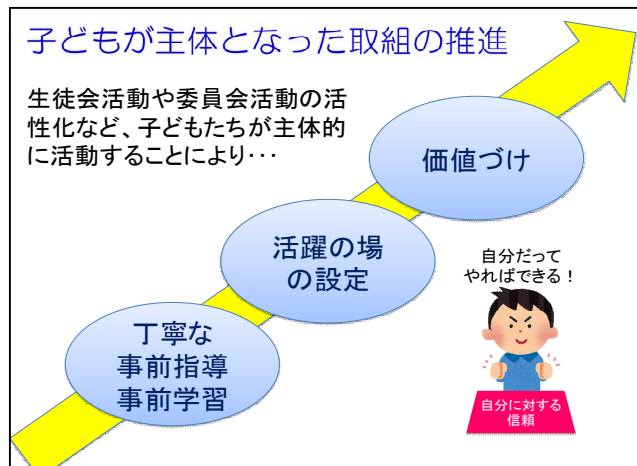 子どもが主体となった取組の推進
生徒会活動や委員会活動の活
性化など、子どもたちが主体的
に活動することにより･･･
価値づけ
活躍の場
の設定
丁寧な
事前指導
事前学習
自分だって
やればできる！
自分に対する
信頼